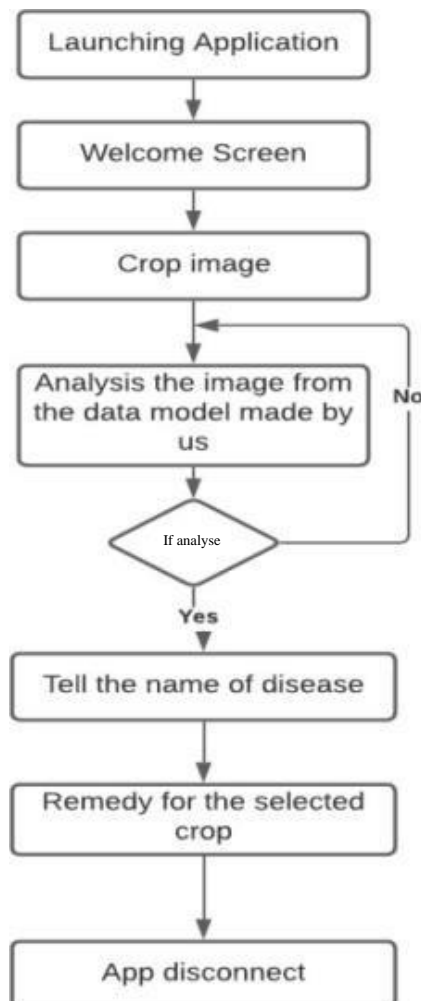 Launching Application
Welcome Screen
Crop image
Analysis the image from
the data model made by
us
No
If analyse
Yes
Tell the name of disease
Remedy for the selected
crop
App disconnect